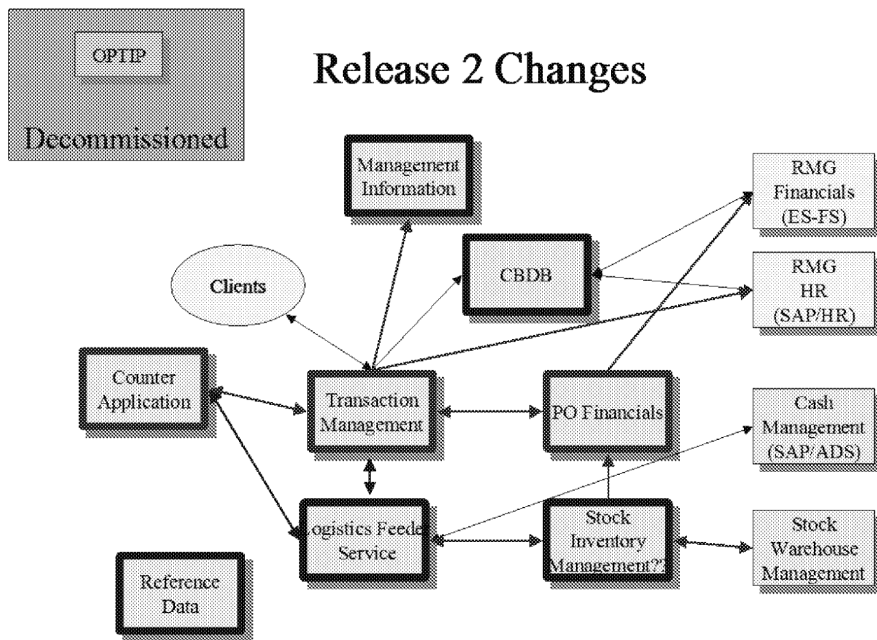 OPTIP
Decommissioned
Release 2 Changes
Management
Information
RMG
Financials
(ES-FS)
CBDB
Clients
RMG
HR
(SAP/HR)
Counter
Application
Transaction
Management
PO Financials
Cash
Management
(SAP/ADS)
Logistics Feeder
Service
Stock
Inventory
Management??
Stock
Warehouse
Management
Reference
Data